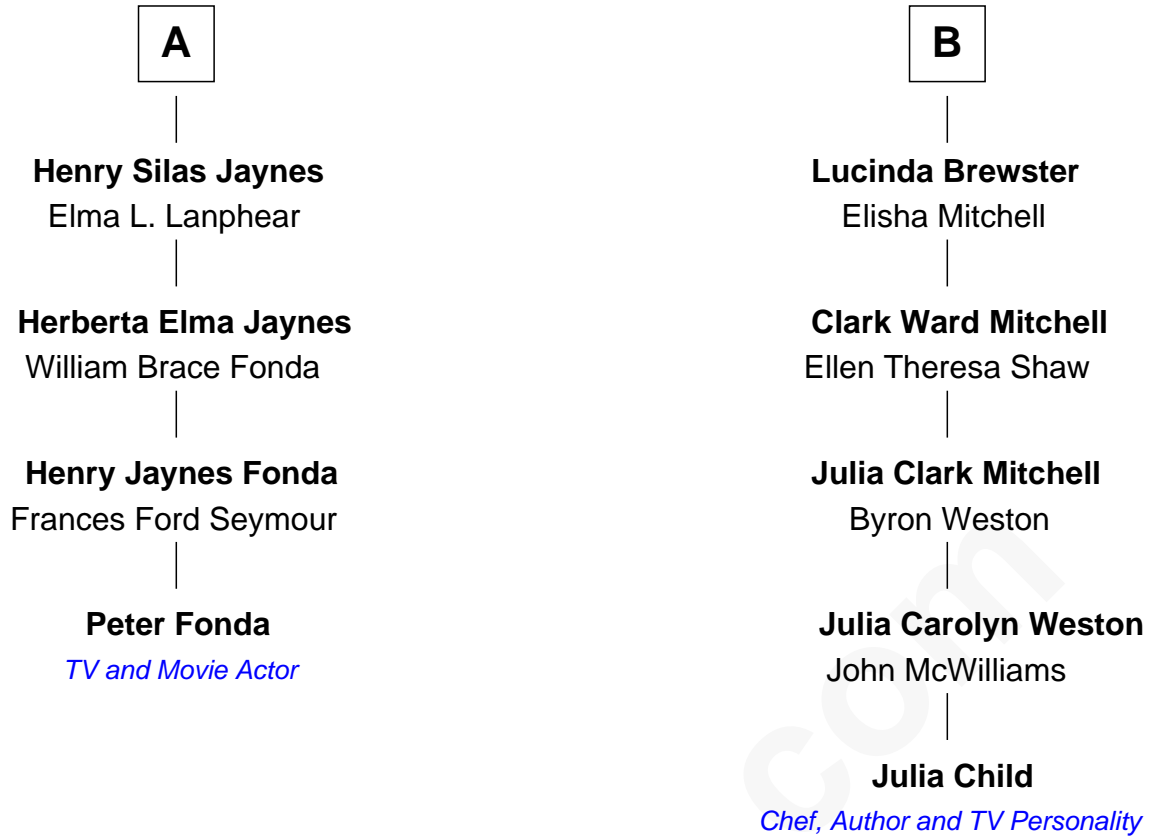 A
Henry Silas Jaynes
Elma L. Lanphear
Herberta Elma Jaynes
William Brace Fonda
Henry Jaynes Fonda
Frances Ford Seymour
Peter Fonda
TV and Movie Actor
B
Lucinda Brewster
Elisha Mitchell
Clark Ward Mitchell
Ellen Theresa Shaw
Julia Clark Mitchell
Byron Weston
Julia Carolyn Weston
John McWilliams
Julia Child
Chef, Author and TV Personality
com